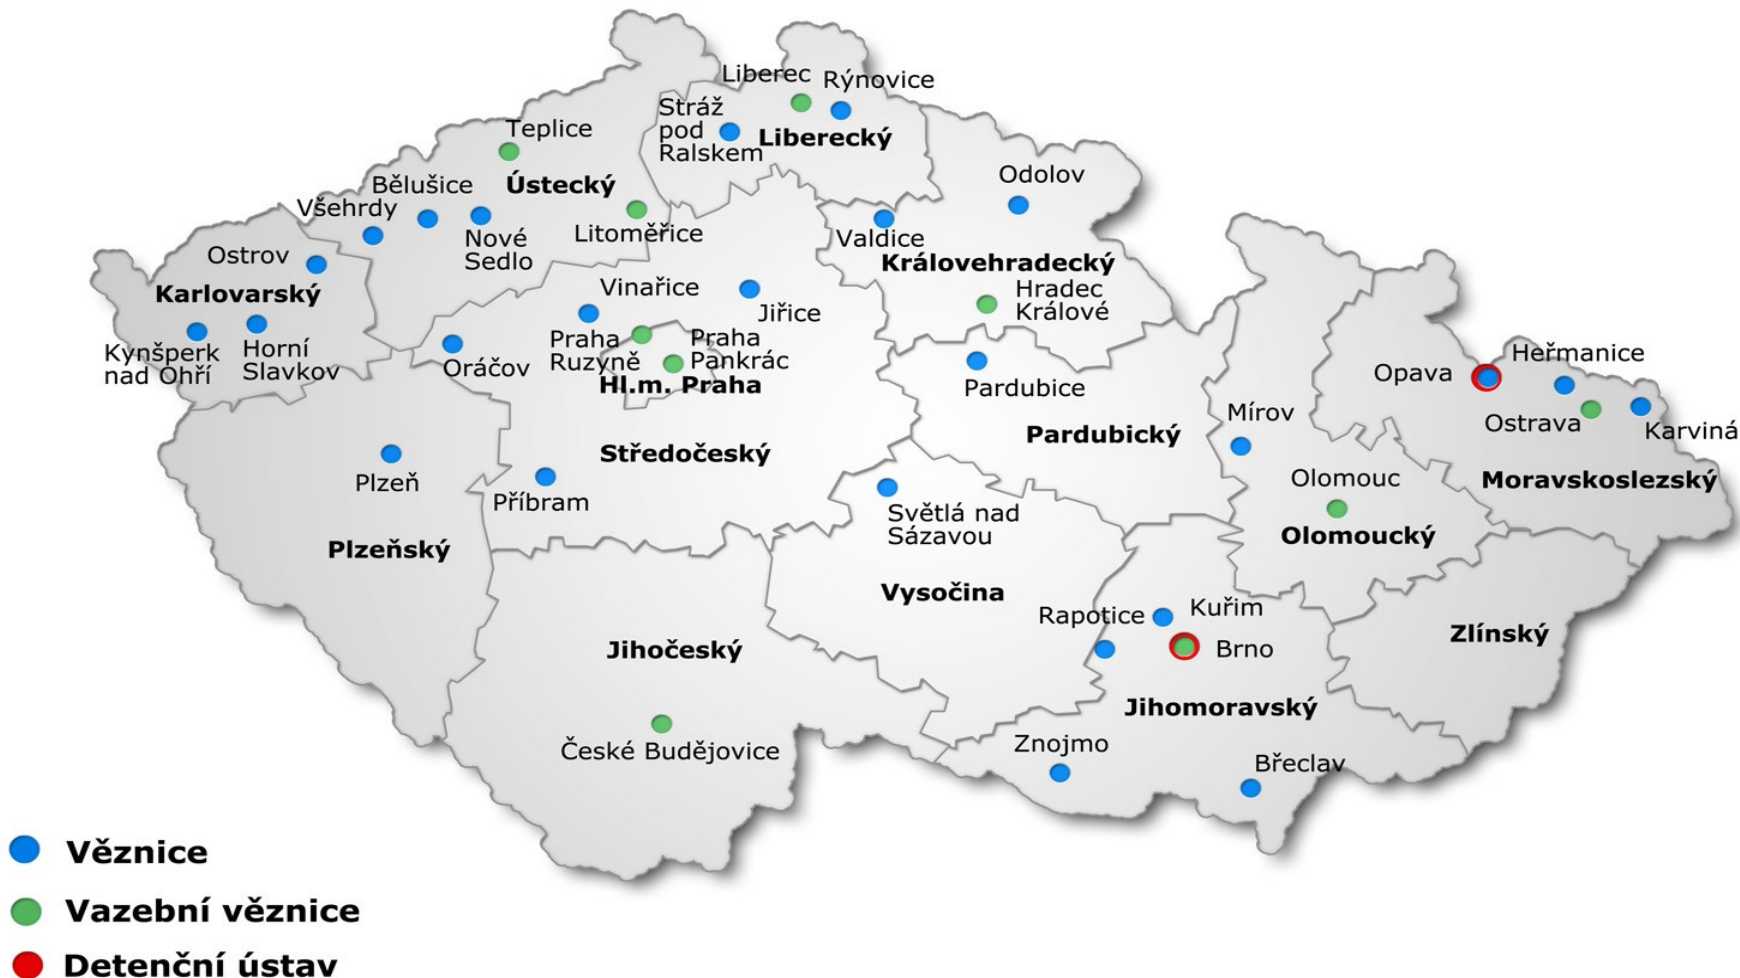 Liberec
Rýnovice
Stráž
pod
Ralskem
Liberecký
Teplice
Ústecký
Bělušice
Všehrdy
Nové
Sedlo
Litoměřice
Odolov
Valdice
Královehradecký
Hradec
Králové
Ostrov
Karlovarský
Kynšperk
nad Ohří
Horní
Slavkov
Vinařice
Jiřice
Praha
Ruzyně
Praha
Pankrác
Hl.m. Praha
Oráčov
Středočeský
Příbram
Pardubice
Pardubický
Plzeň
Plzeňský
Světlá nad
Sázavou
Vysočina
Mírov
Olomouc
Olomoucký
Opava
Heřmanice
Ostrava
Karviná
Moravskoslezský
Rapotice
Kuřim
Brno
Jihomoravský
Zlínský
Jihočeský
České Budějovice
Znojmo
Břeclav
Věznice
Vazební věznice
Detenční ústav